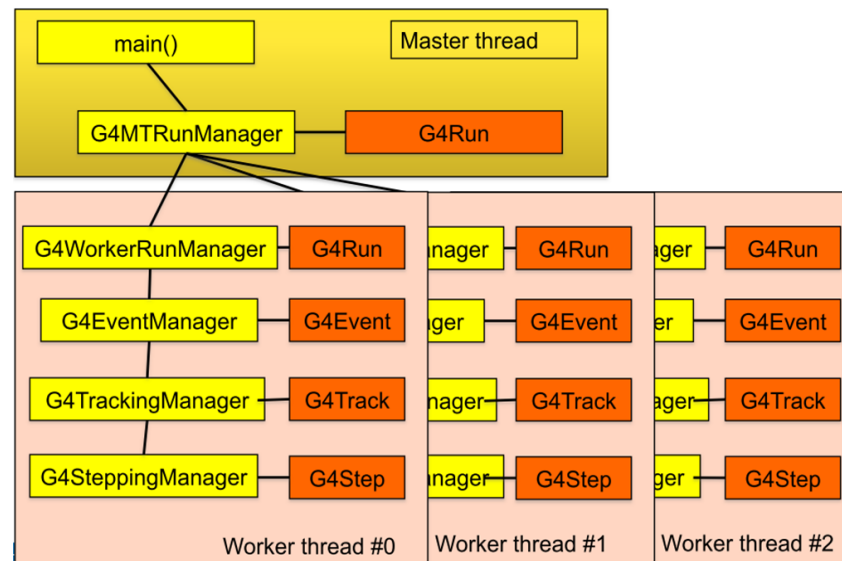 main()
Master thread
G4MTRunManager
G4Run
G4WorkerRunManager
G4Run
nager
G4Run
ger
G4Run
G4EventManager
G4Event
ger
G4Event
er
G4Event
G4TrackingManager
G4Track
nager
G4Track
ager
G4Track
G4SteppingManager
G4Step
nager
G4Step
ger
G4Step
Worker thread #0
Worker thread #1
Worker thread #2